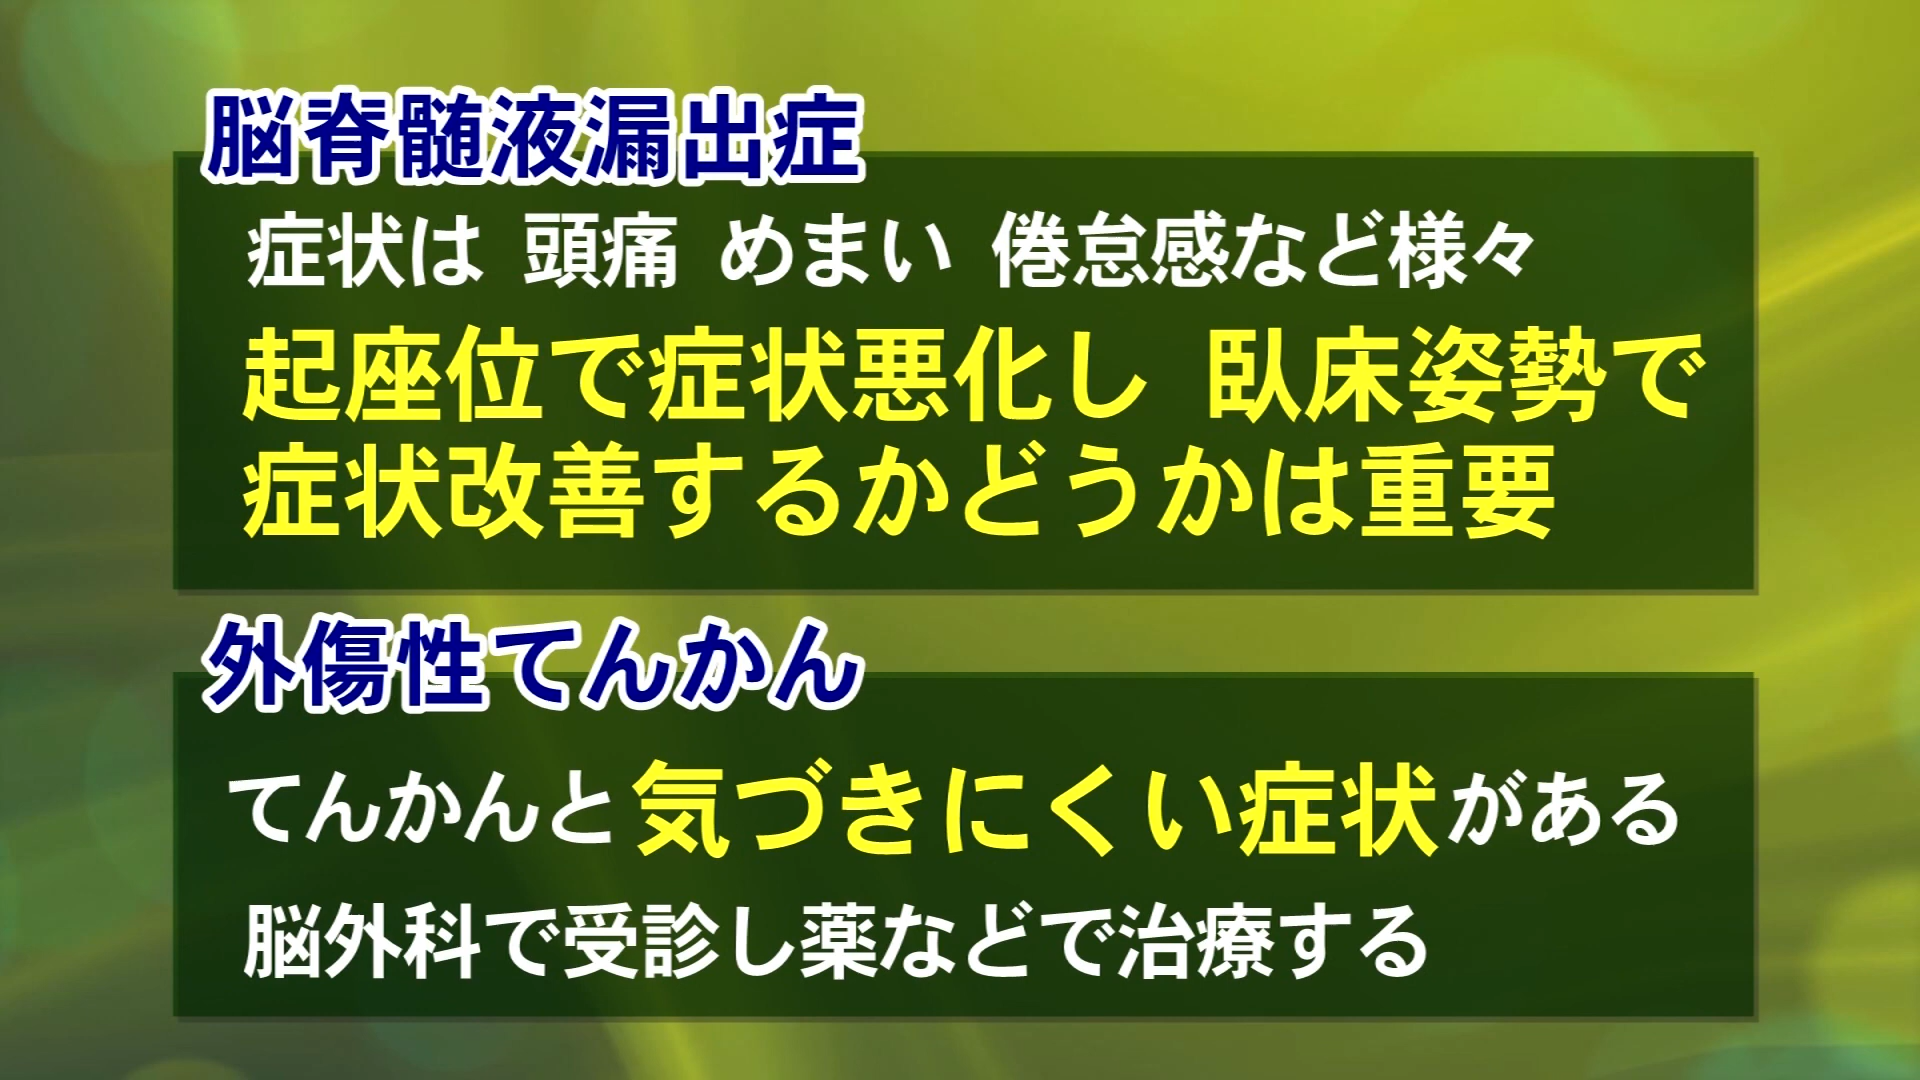 脳脊髄液漏出症
症状は 頭痛 めまい 倦怠感など様々
起座位で症状悪化し 臥床姿勢で
症状改善するかどうかは重要
外傷性てんかん
てんかんと気づきにくい症状がある
脳外科で受診し薬などで治療する